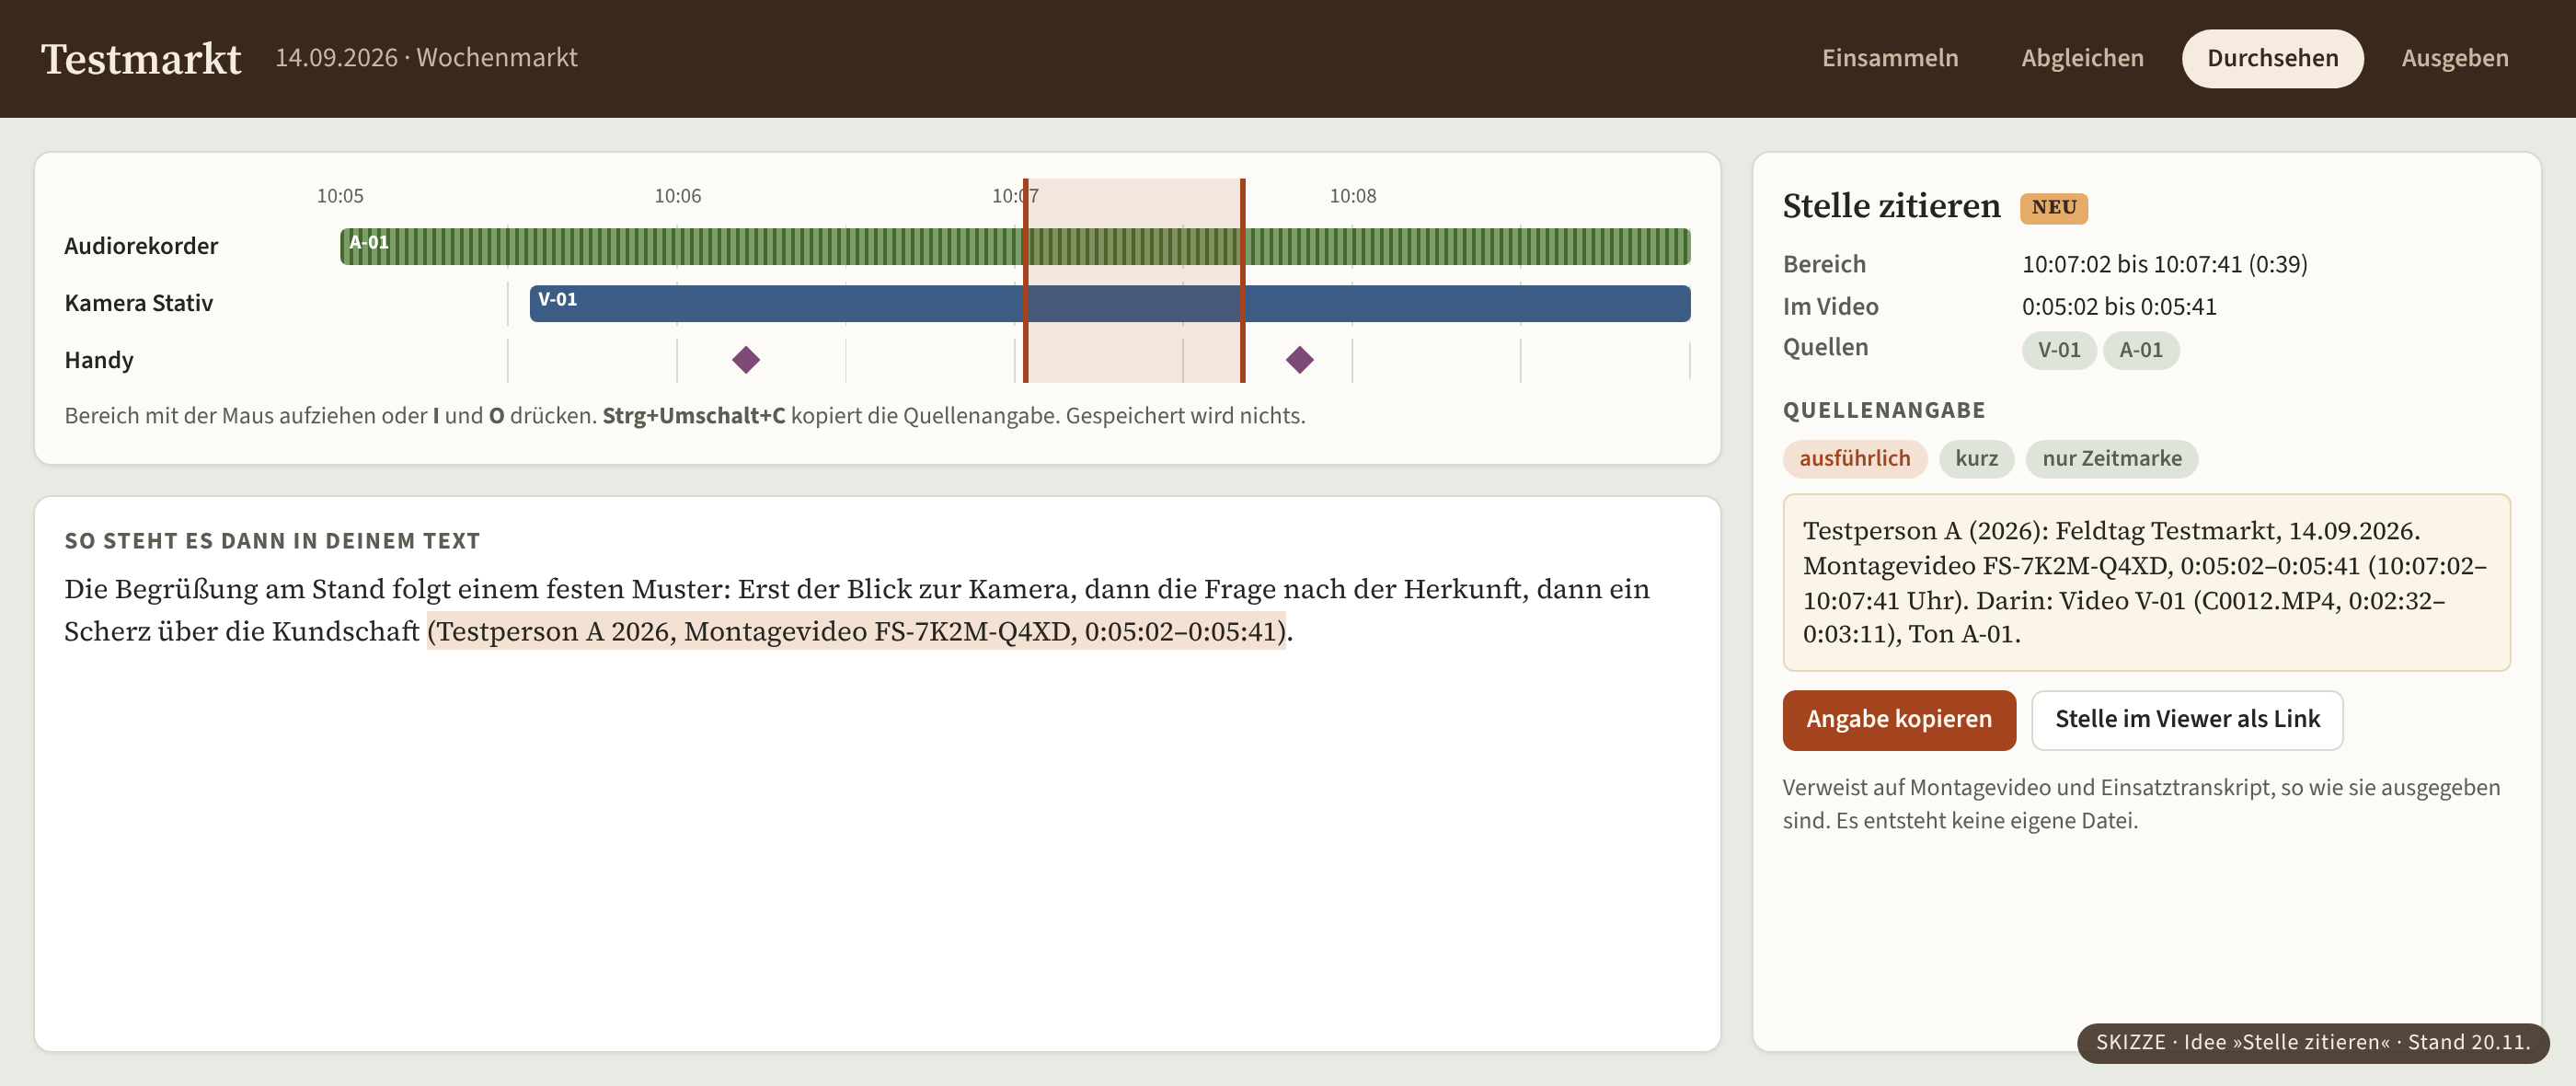 Testmarkt
14.09.2026 · Wochenmarkt
Einsammeln
Abgleichen
Durchsehen
Ausgeben
10:05
10:06
10:07
10:08
Audiorekorder
A-01
Kamera Stativ
V-01
Handy
Bereich mit der Maus aufziehen oder I und O drücken. Strg+Umschalt+C kopiert die Quellenangabe. Gespeichert wird nichts.
SO STEHT ES DANN IN DEINEM TEXT
Die Begrüßung am Stand folgt einem festen Muster: Erst der Blick zur Kamera, dann die Frage nach der Herkunft, dann ein
Scherz über die Kundschaft (Testperson A 2026, Montagevideo FS-7K2M-Q4XD, 0:05:02–0:05:41).
Stelle zitieren NEU
Bereich 10:07:02 bis 10:07:41 (0:39)
Im Video 0:05:02 bis 0:05:41
Quellen V-01 A-01
QUELLENANGABE
ausführlich kurz nur Zeitmarke
Testperson A (2026): Feldtag Testmarkt, 14.09.2026.
Montagevideo FS-7K2M-Q4XD, 0:05:02–0:05:41 (10:07:02–
10:07:41 Uhr). Darin: Video V-01 (C0012.MP4, 0:02:32–
0:03:11), Ton A-01.
Angabe kopieren
Stelle im Viewer als Link
Verweist auf Montagevideo und Einsatztranskript, so wie sie ausgegeben
sind. Es entsteht keine eigene Datei.
SKIZZE · Idee »Stelle zitieren« · Stand 20.11.